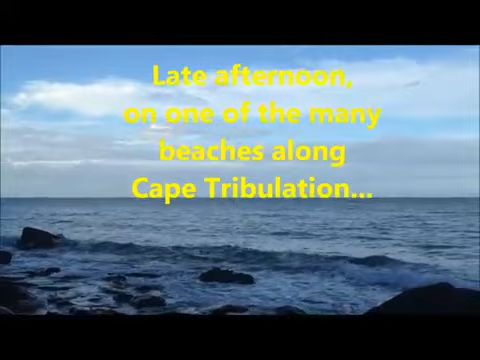 Late afternoon,
on one of the many
beaches along
Cape Tribulation...